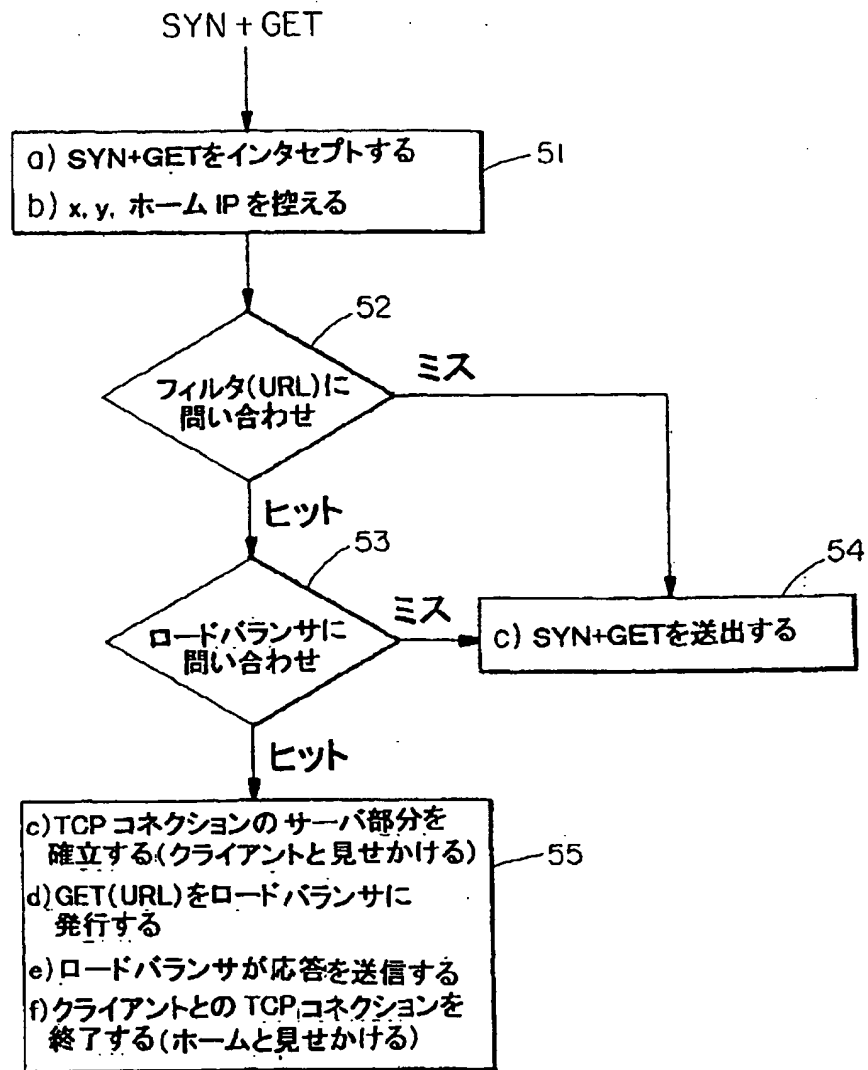 SYN + GET
a) SYN+GETをインタセプトする
51
b) x, y, ホーム IP を控える
52
フィルタ(URL)に
問い合わせ
ミス
ヒット
53
54
ロードバランサに
問い合わせ
ミス
c) SYN+GETを送出する
ヒット
c)TCP コネクションの サーバ部分を
確立する(クライアントと見せかける)
55
d)GET(URL)をロードバランサに
発行する
e)ロードバランサが応答を送信する
f)クライアントとの TCP コネクションを
終了する(ホームと見せかける)